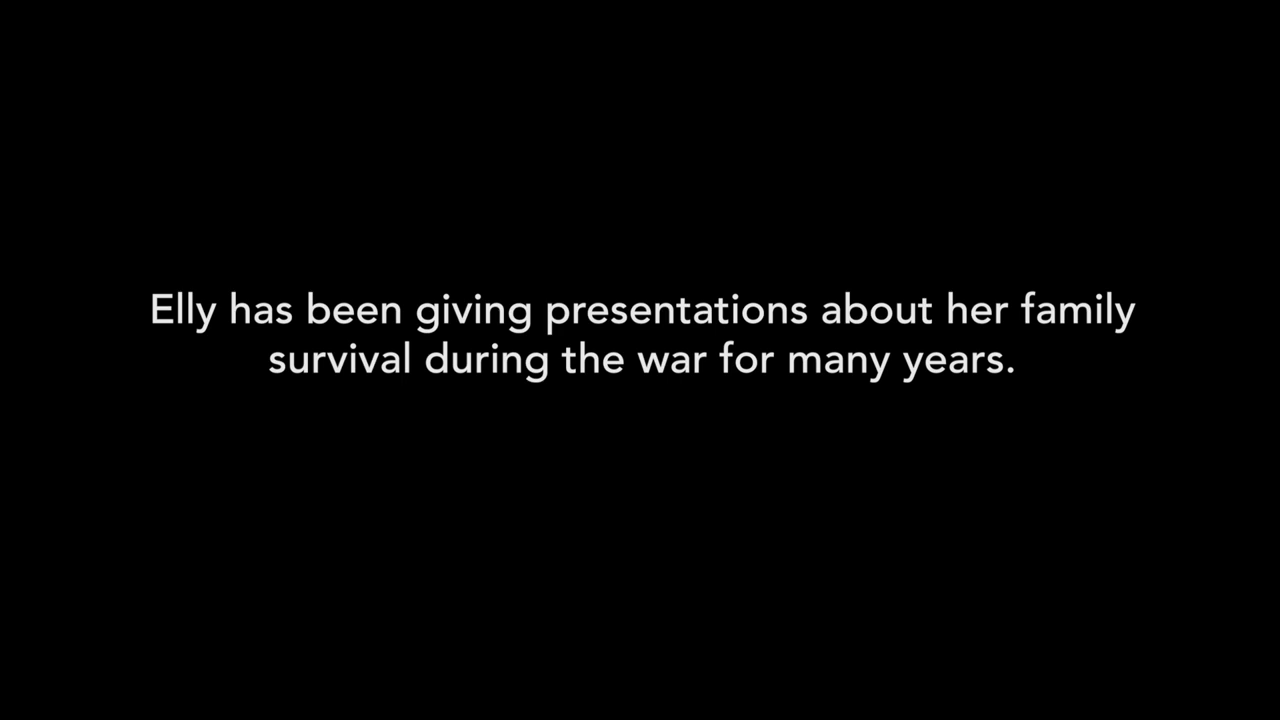 Elly has been giving presentations about her family
survival during the war for many years.